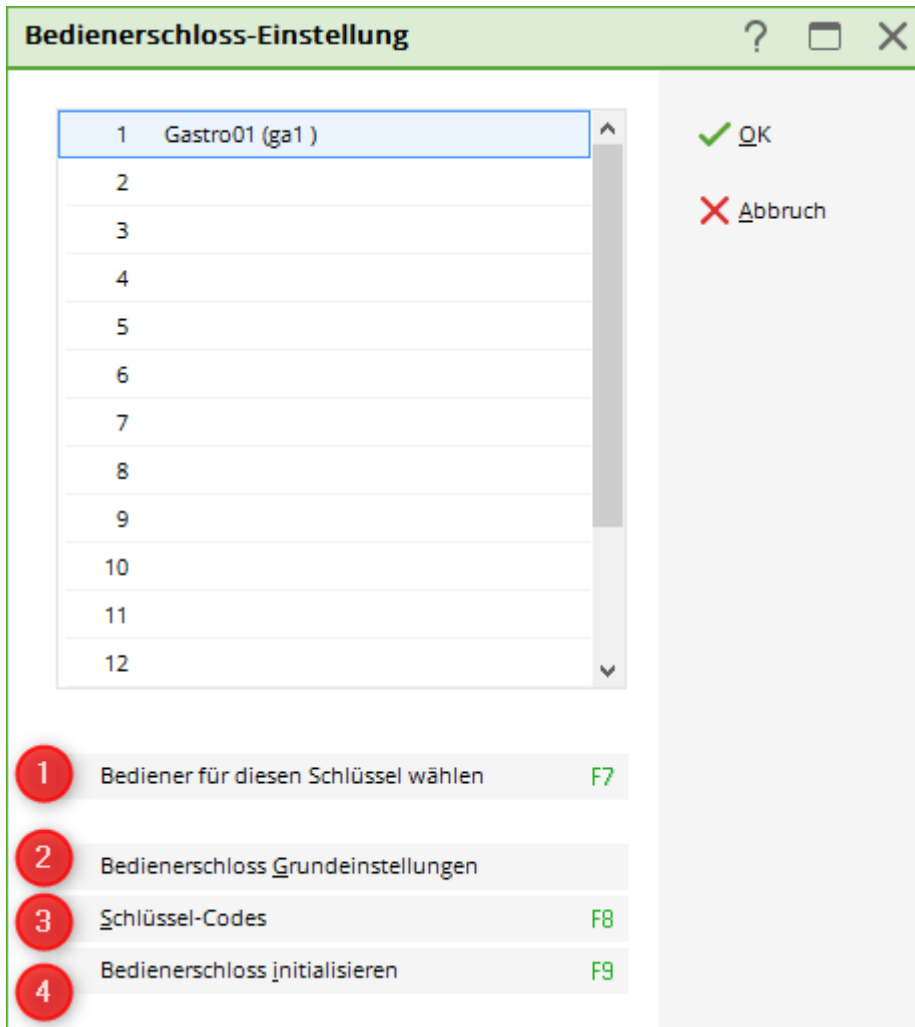 Bedienerschloss-Einstellung ?
1 Gastro01 (ga1 )
2
3
4
5
6
7
8
9
10
11
12
OK
Abbruch
1 Bediener für diesen Schlüssel wählen F7
2 Bedienerschloss Grundeinstellungen
3 Schlüssel-Codes F8
4 Bedienerschloss initialisieren F9